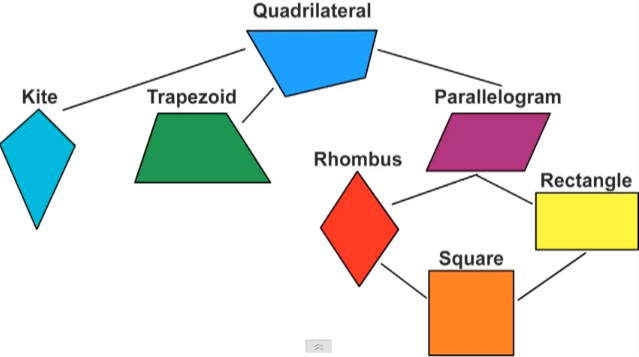 Quadrilateral
Kite
Trapezoid
Parallelogram
Rhombus
Rectangle
Square